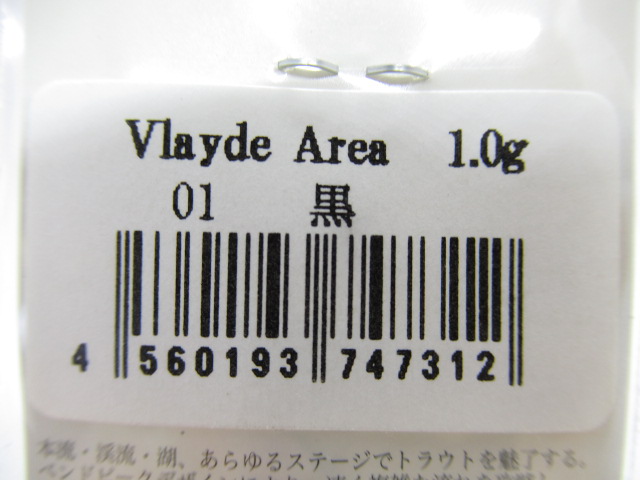 Vlayde Area 1.0g
01 黒
4 560193 747312
本流・渓流・湖、あらゆるステージでトラウトを魅了する。